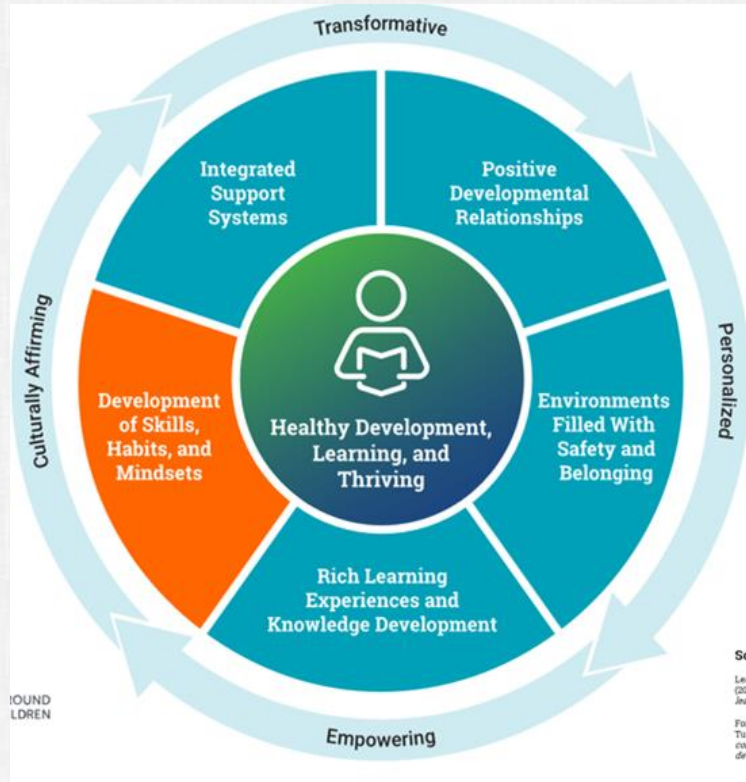 Transformative
Integrated
Support
Systems
Positive
Developmental
Relationships
Culturally Affirming
Personalized
Development
of Skills,
Habits, and
Mindsets
Healthy Development,
Learning, and
Thriving
Environments
Filled With
Safety and
Belonging
Rich Learning
Experiences and
Knowledge Development
Empowering